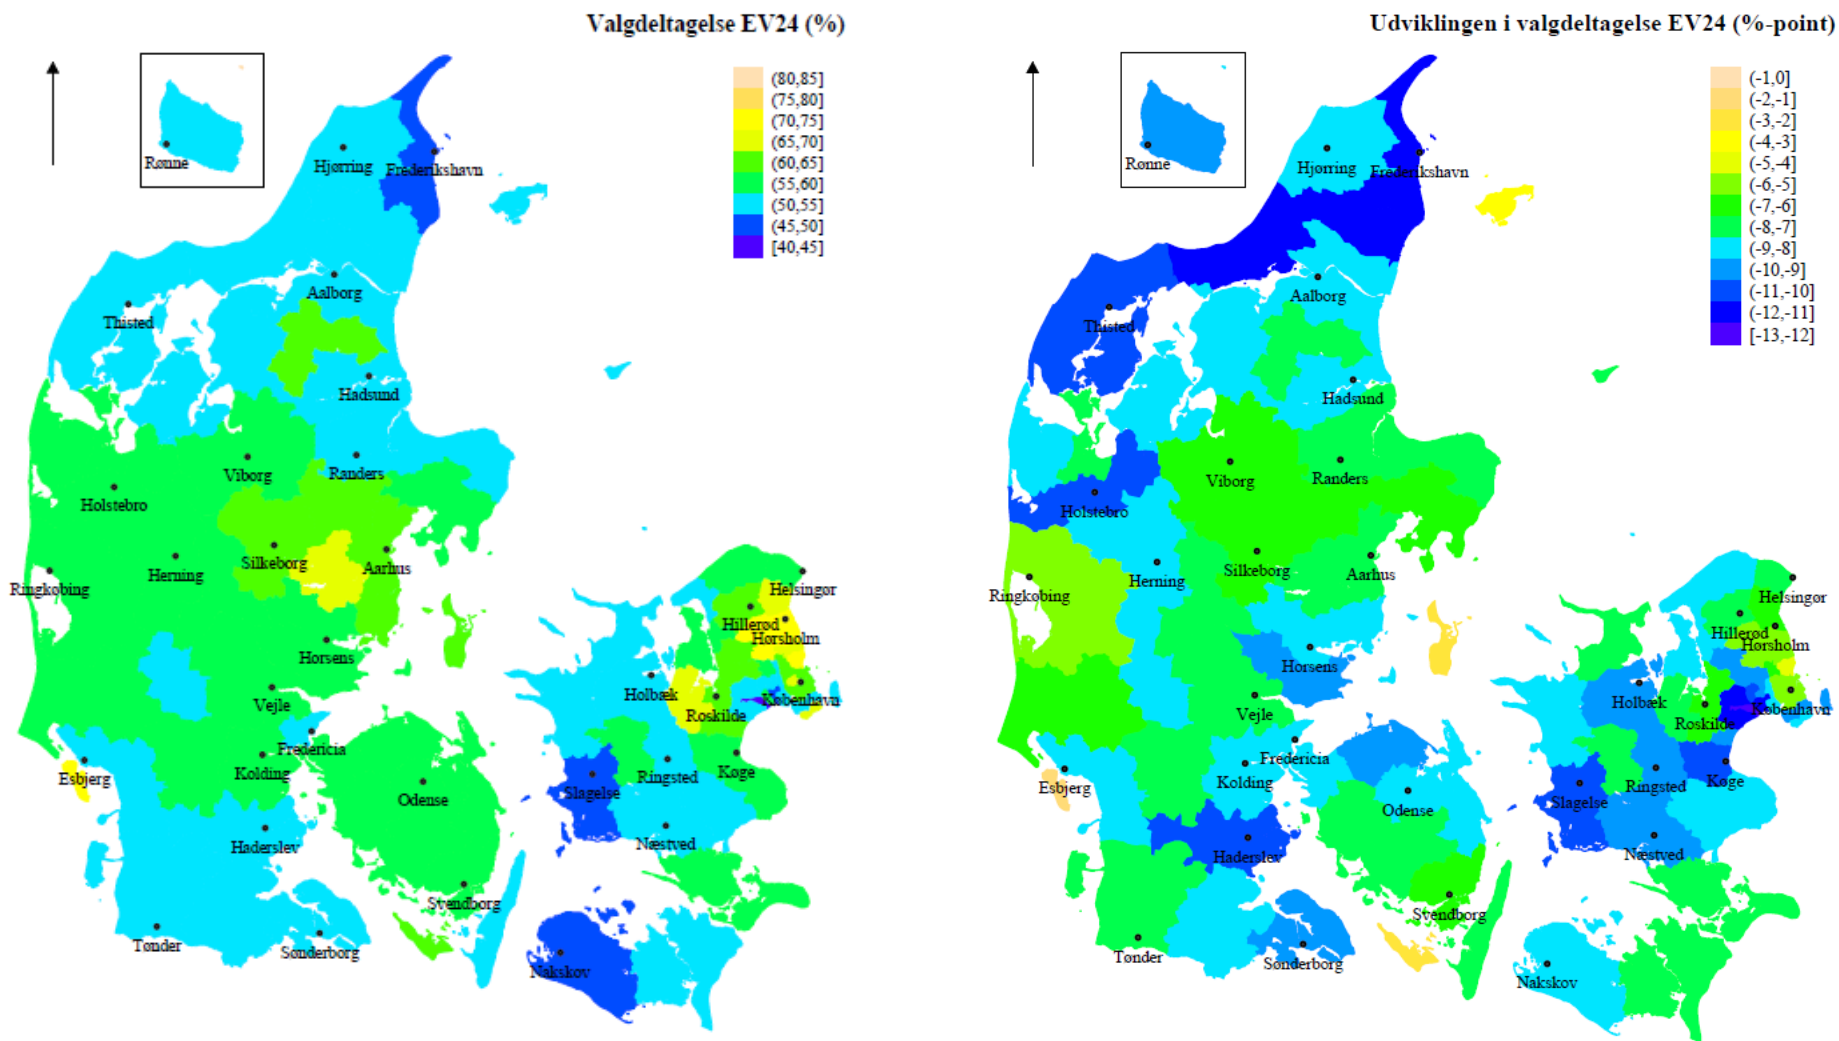 Valgdeltagelse EV24 (%)
(80,85]
(75,80]
(70,75]
(65,70]
(60,65]
(55,60]
(50,55]
(45,50]
[40,45]
Rønne
Hjørring
Frederikshavn
Aalborg
Thisted
Hadsund
Viborg
Randers
Holstebro
Silkeborg
Aarhus
Herning
Ringkøbing
Helsingør
Hillerød
Hørsholm
Horsens
Holbæk
København
Vejle
Roskilde
Fredericia
Kolding
Esbjerg
Ringsted
Køge
Odense
Slagelse
Haderslev
Næstved
Svendborg
Tønder
Sønderborg
Nakskov
Udviklingen i valgdeltagelse EV24 (%-point)
(-1,0]
(-2,-1]
(-3,-2]
(-4,-3]
(-5,-4]
(-6,-5]
(-7,-6]
(-8,-7]
(-9,-8]
(-10,-9]
(-11,-10]
(-12,-11]
[-13,-12]
Rønne
Hjørring
Frederikshavn
Aalborg
Thisted
Hadsund
Viborg
Randers
Holstebro
Silkeborg
Aarhus
Herning
Ringkøbing
Helsingør
Hillerød
Hørsholm
Horsens
Holbæk
København
Vejle
Roskilde
Fredericia
Kolding
Esbjerg
Ringsted
Køge
Odense
Slagelse
Haderslev
Næstved
Svendborg
Tønder
Sønderborg
Nakskov